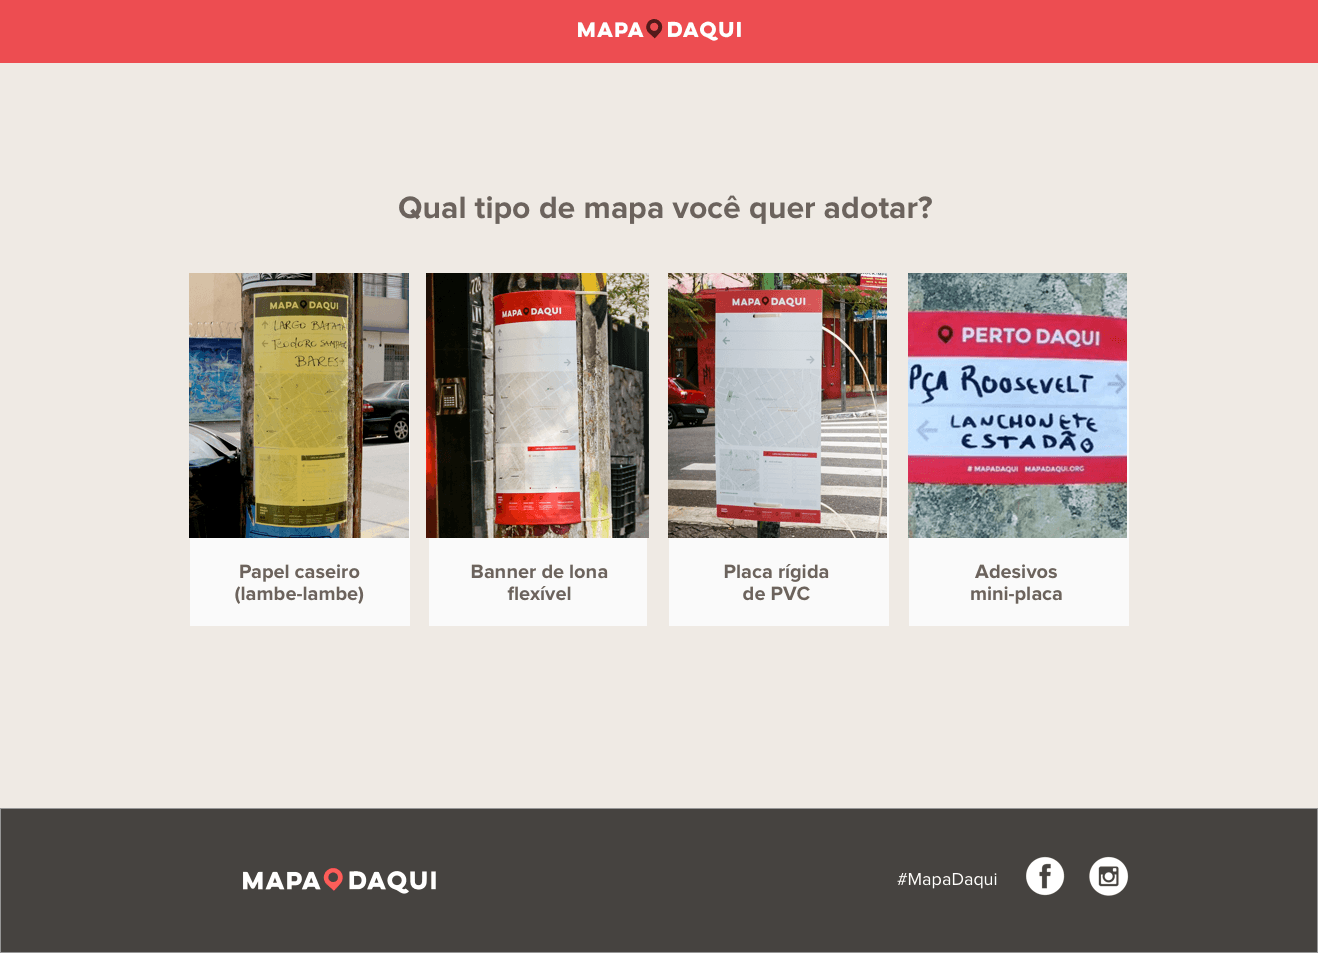 MAPA DAQUI
Qual tipo de mapa você quer adotar?
MAPA DAQUI
↑ LARGO BATATA
← TEODORO SAMPAIO
BARES →
MAPA DAQUI
MAPA DAQUI
PERTO DAQUI
PÇA ROOSEVELT
LANCHONETE
ESTADÃO
#MAPADAQUI MAPADAQUI.ORG
Papel caseiro
(lambe-lambe)
Banner de lona
flexível
Placa rígida
de PVC
Adesivos
mini-placa
MAPA DAQUI
#MapaDaqui